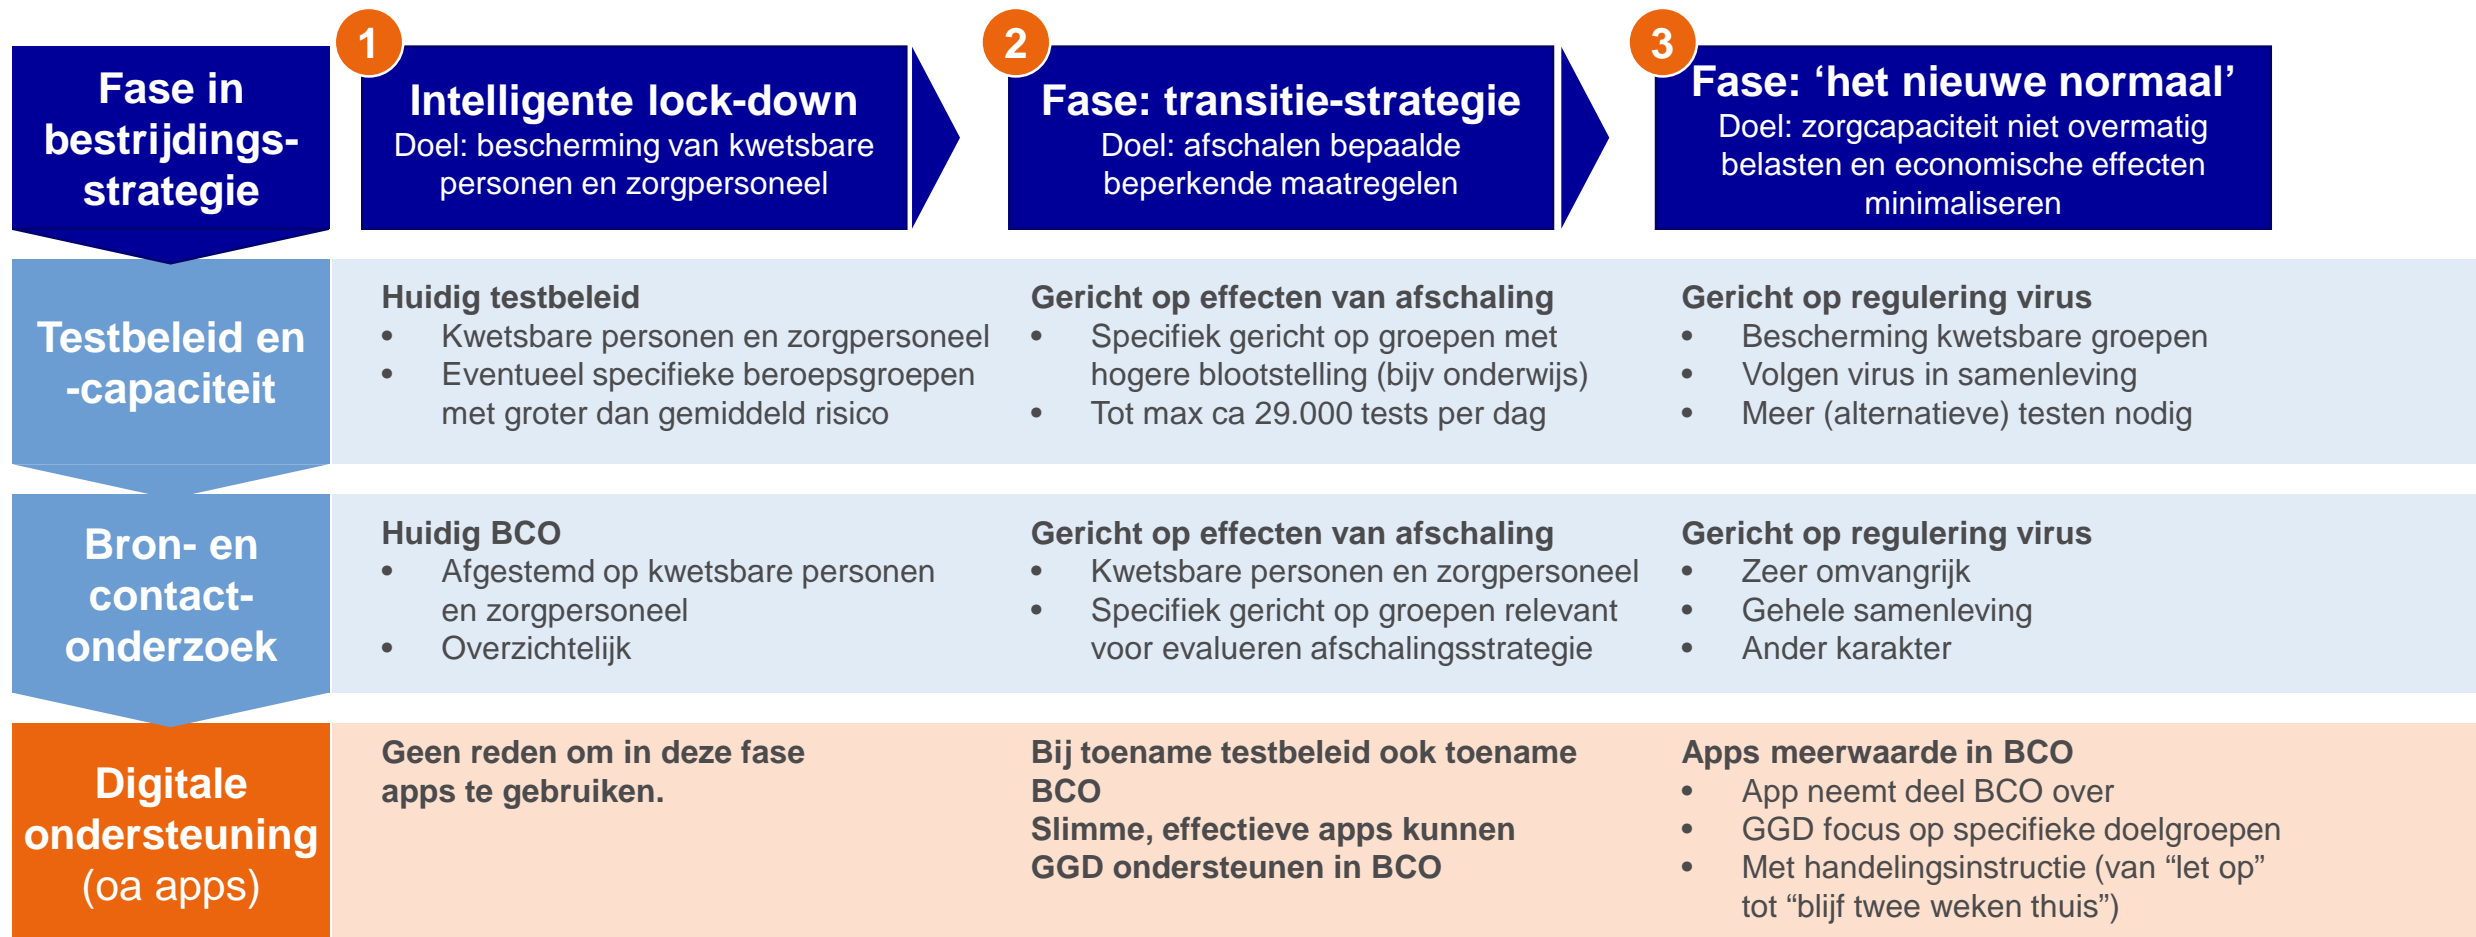 1
2
3
Fase in
bestrijdings-
strategie
Intelligente lock-down
Doel: bescherming van kwetsbare
personen en zorgpersoneel
Fase: transitie-strategie
Doel: afschalen bepaalde
beperkende maatregelen
Fase: ‘het nieuwe normaal’
Doel: zorgcapaciteit niet overmatig
belasten en economische effecten
minimaliseren
Testbeleid en
-capaciteit
Huidig testbeleid
• Kwetsbare personen en zorgpersoneel
• Eventueel specifieke beroepsgroepen
met groter dan gemiddeld risico
Gericht op effecten van afschaling
• Specifiek gericht op groepen met
hogere blootstelling (bijv onderwijs)
• Tot max ca 29.000 tests per dag
Gericht op regulering virus
• Bescherming kwetsbare groepen
• Volgen virus in samenleving
• Meer (alternatieve) testen nodig
Bron- en
contact-
onderzoek
Huidig BCO
• Afgestemd op kwetsbare personen
en zorgpersoneel
• Overzichtelijk
Gericht op effecten van afschaling
• Kwetsbare personen en zorgpersoneel
• Specifiek gericht op groepen relevant
voor evalueren afschalingsstrategie
Gericht op regulering virus
• Zeer omvangrijk
• Gehele samenleving
• Ander karakter
Digitale
ondersteuning
(oa apps)
Geen reden om in deze fase
apps te gebruiken.
Bij toename testbeleid ook toename
BCO
Slimme, effectieve apps kunnen
GGD ondersteunen in BCO
Apps meerwaarde in BCO
• App neemt deel BCO over
• GGD focus op specifieke doelgroepen
• Met handelingsinstructie (van “let op”
tot “blijf twee weken thuis”)